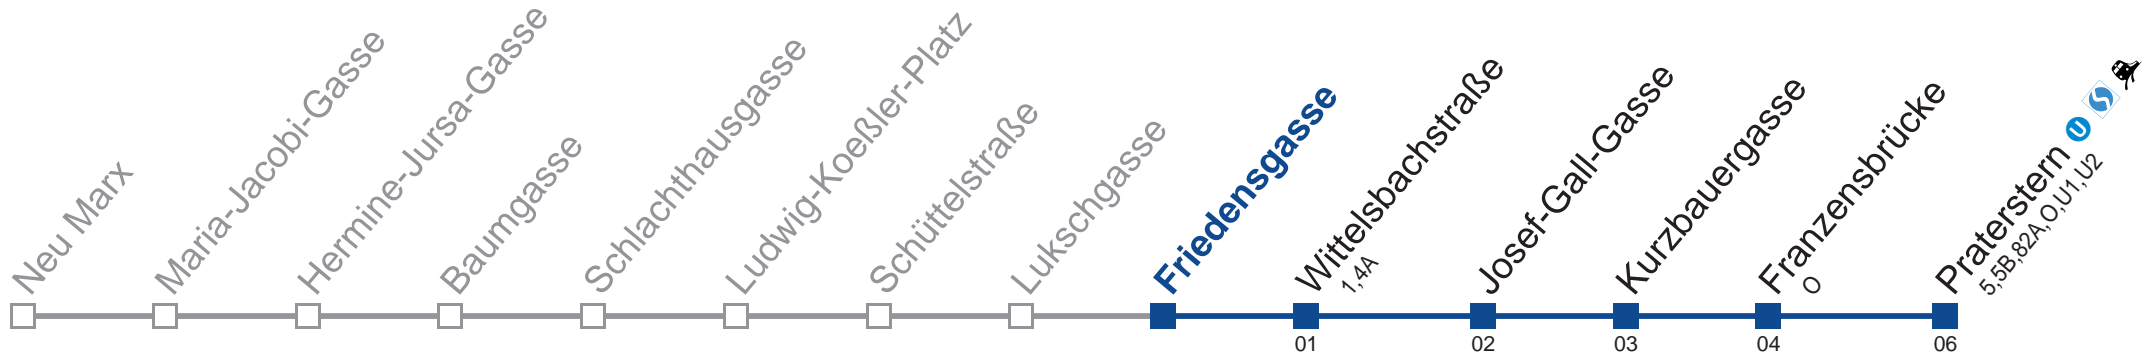 Neu Marx
Maria-Jacobi-Gasse
Hermine-Jursa-Gasse
Baumgasse
Schlachthausgasse
Ludwig-Koeßler-Platz
Schüttelstraße
Lukschgasse
Friedensgasse
Wittelsbachstraße
1,4A
Josef-Gall-Gasse
Kurzbauergasse
Franzensbrücke
O
Praterstern U S
5,5B,82A,O,U1,U2
01 02 03 04 06